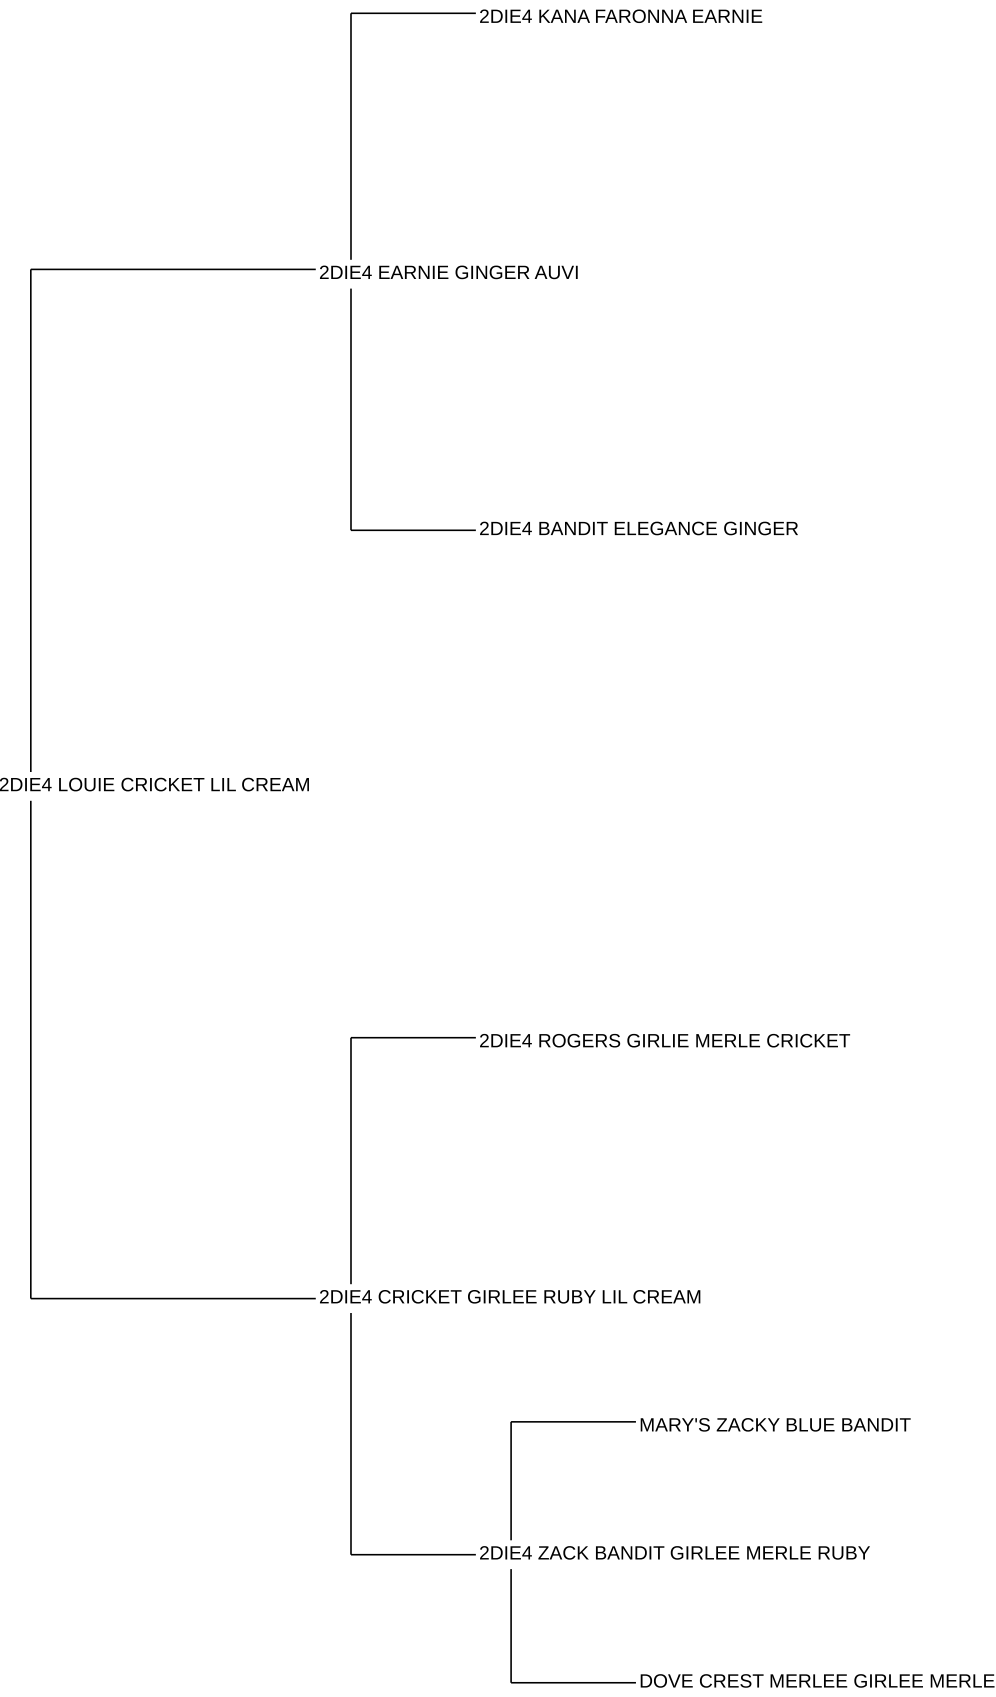 2DIE4 KANA FARONNA EARNIE
2DIE4 EARNIE GINGER AUVI
2DIE4 BANDIT ELEGANCE GINGER
2DIE4 LOUIE CRICKET LIL CREAM
2DIE4 ROGERS GIRLIE MERLE CRICKET
2DIE4 CRICKET GIRLEE RUBY LIL CREAM
MARY'S ZACKY BLUE BANDIT
2DIE4 ZACK BANDIT GIRLEE MERLE RUBY
DOVE CREST MERLEE GIRLEE MERLE